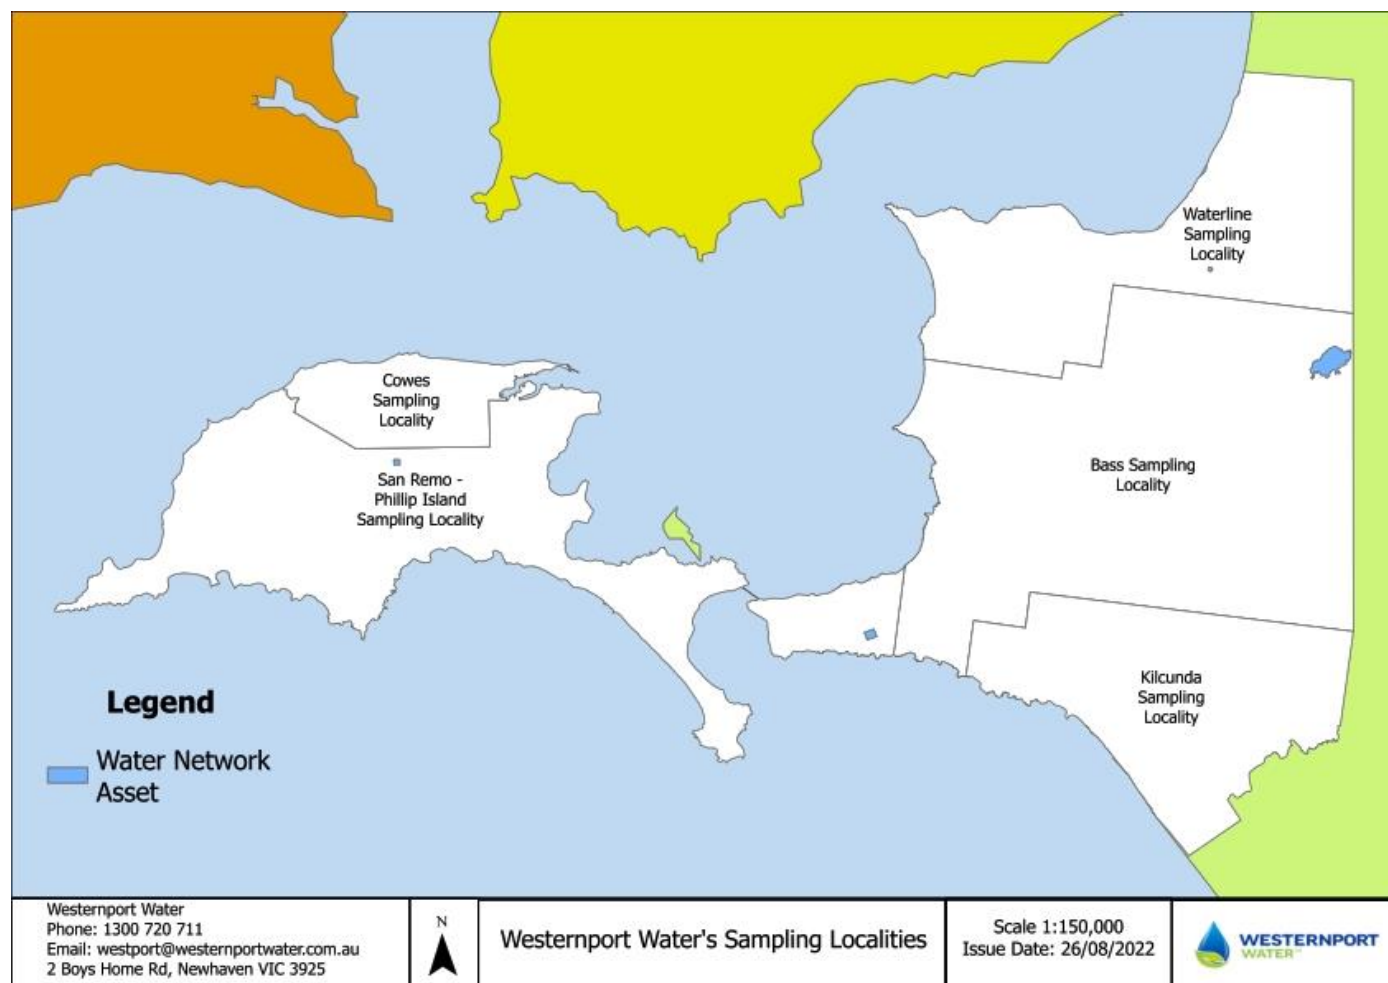 Waterline
Sampling
Locality
Cowes
Sampling
Locality
Bass Sampling
Locality
San Remo -
Phillip Island
Sampling Locality
Kilcunda
Sampling
Locality
Legend
Water Network
Asset
Westernport Water
Phone: 1300 720 711
Email: westport@westernportwater.com.au
2 Boys Home Rd, Newhaven VIC 3925
N
Westernport Water's Sampling Localities
Scale 1:150,000
Issue Date: 26/08/2022
WESTERNPORT
WATER